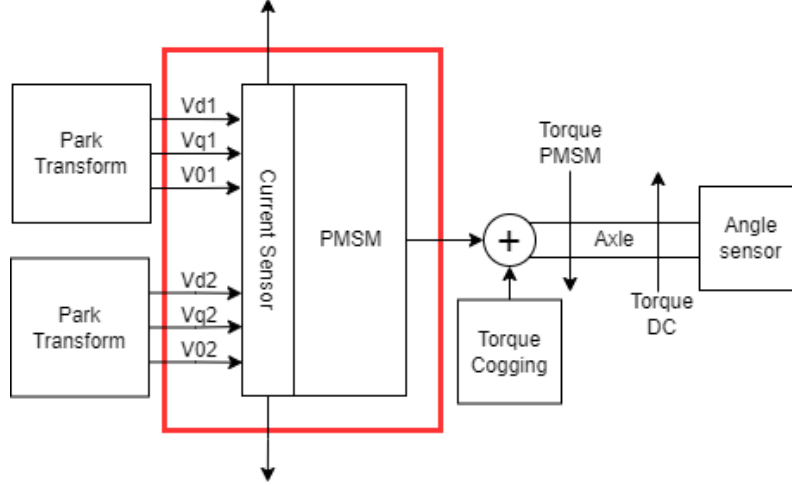 Park
Transform
Vd1
Vq1
V01
Park
Transform
Vd2
Vq2
V02
Current Sensor
PMSM
+
Torque
Cogging
Torque
PMSM
Axle
Torque
DC
Angle
sensor